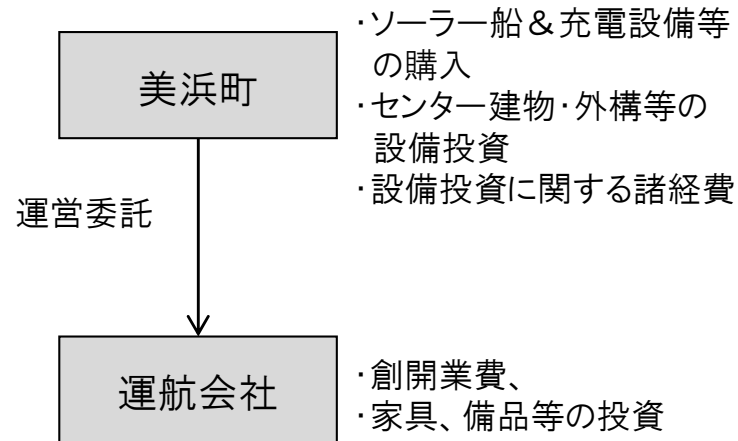 ・ソーラー船＆充電設備等
の購入
美浜町
・センター建物・外構等の
設備投資
・設備投資に関する諸経費
運営委託
運航会社
・創開業費、
・家具、備品等の投資